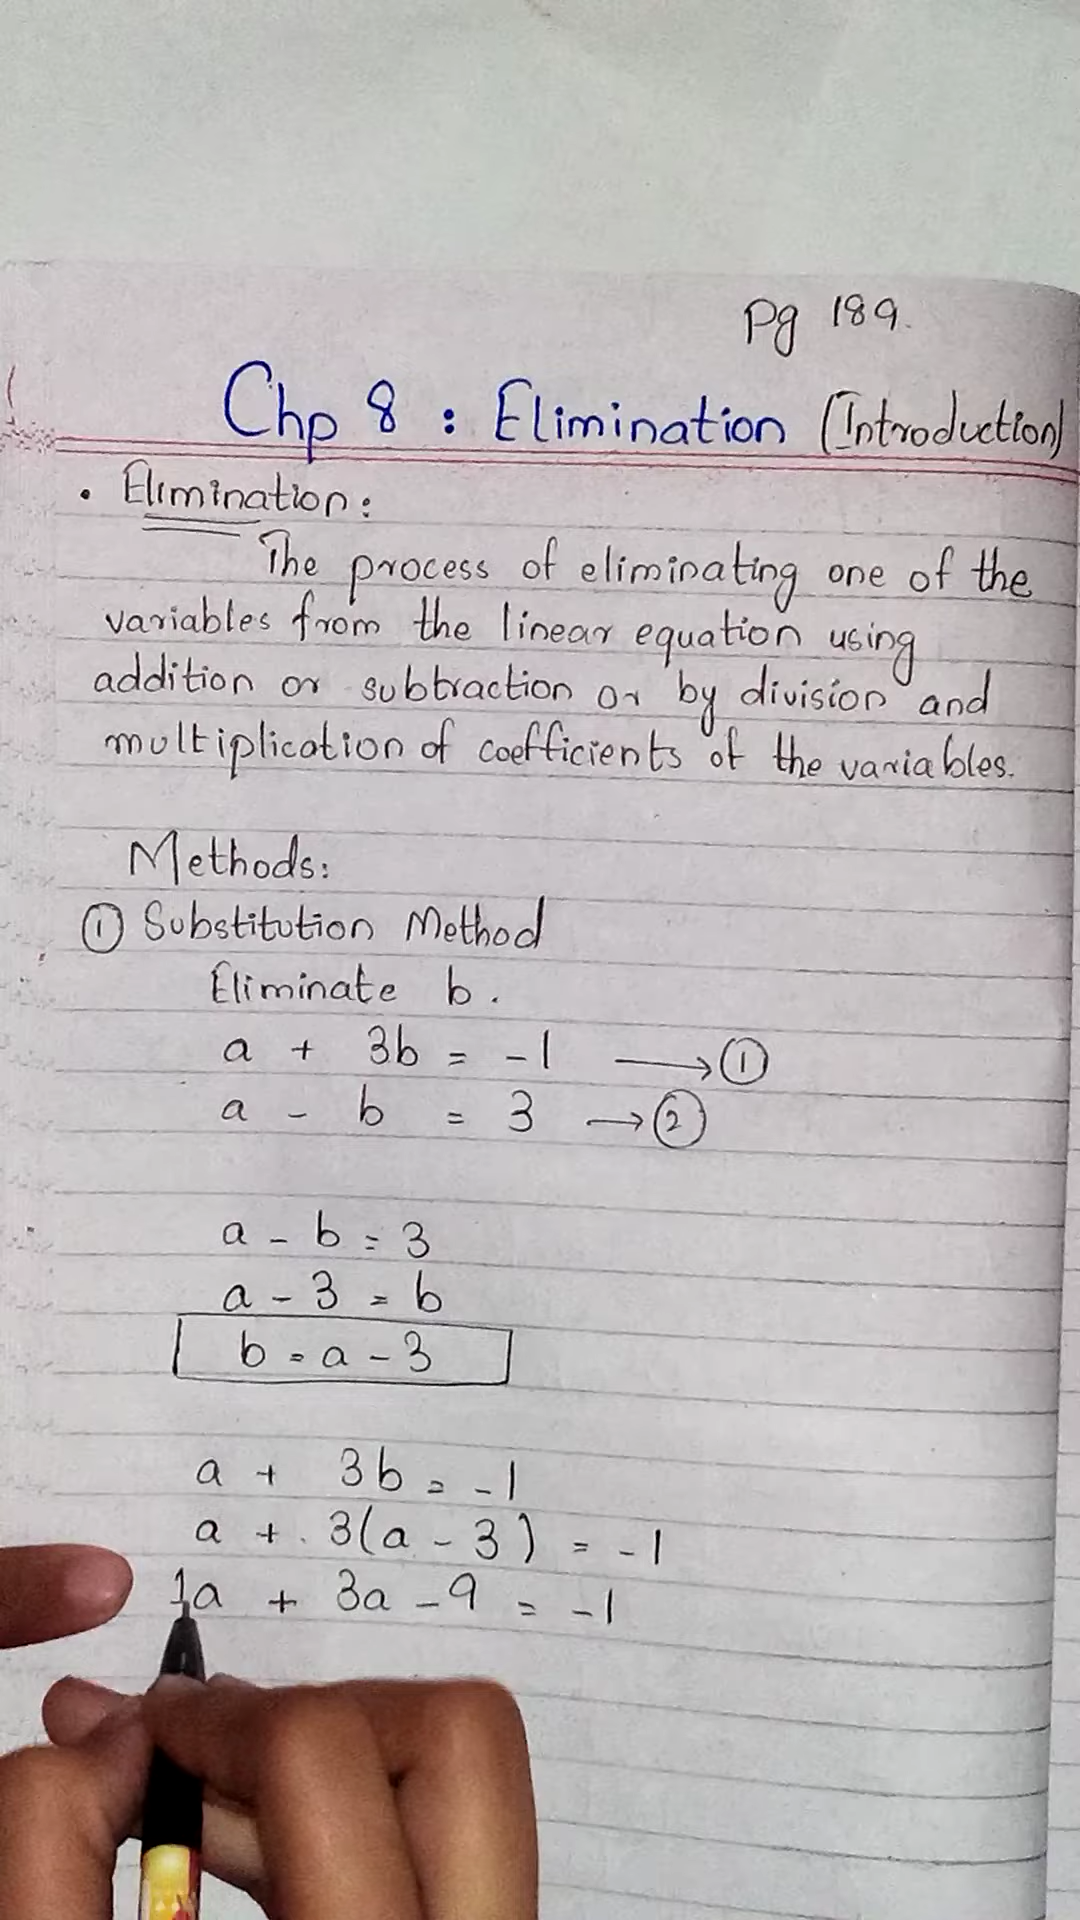 Pg 189.
Chp 8 : Elimination (Introduction)
• Elimination:
The process of eliminating one of the
variables from the linear equation using
addition or subtraction or by division and
multiplication of coefficients of the variables.
Methods:
① Substitution Method
Eliminate b.
a + 3b = -1 ⟶ ①
a - b = 3 → ②
a - b = 3
a - 3 = b
b = a - 3
a + 3b = -1
a + 3(a - 3) = -1
1a + 3a - 9 = -1